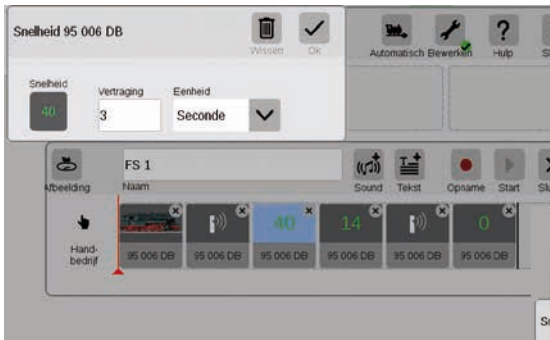 Snelheid 95 006 DB
Wissen
Ok
Snelheid
Vertraging
Eenheid
40
3
Seconde
Automatisch
Bewerken
Hulp
FS 1
Afbeelding
Naam
Sound
Tekst
Opname
Start
40
14
0
Hand-
bedrijf
95 006 DB
95 006 DB
95 006 DB
95 006 DB
95 006 DB
95 006 DB